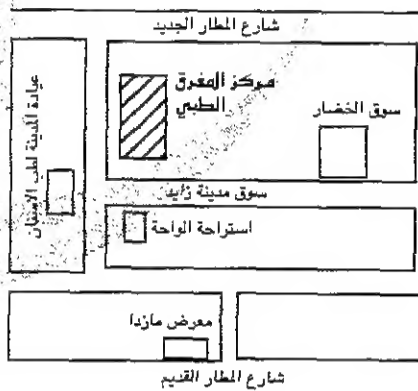 شارع المطار الجديد
عيادة المدينة لطب الاسنان
مركز المفرق
الطبي
سوق الخضار
سوق مدينة زايد
استراحة الواحة
معرض مازدا
شارع المطار القديم